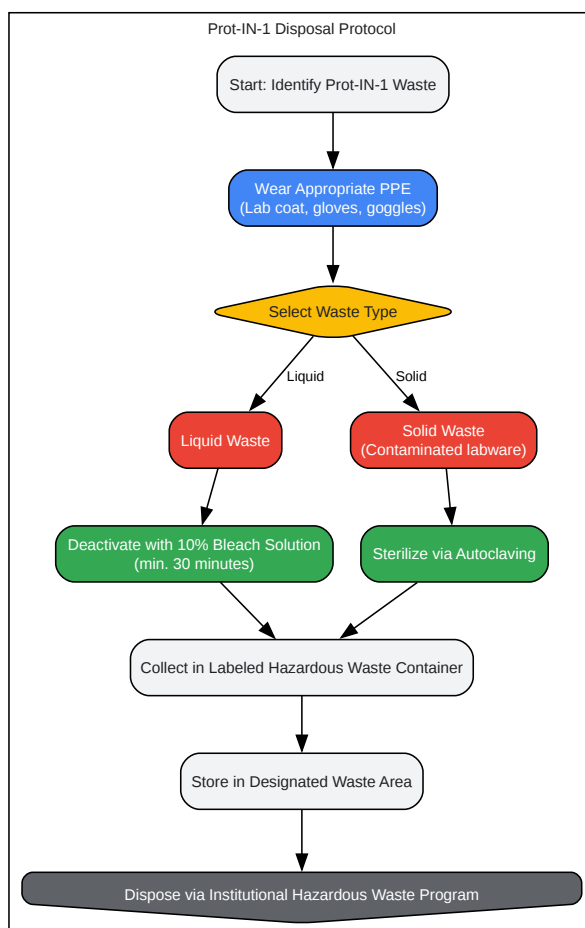 Prot-IN-1 Disposal Protocol
Start: Identify Prot-IN-1 Waste
Wear Appropriate PPE
(Lab coat, gloves, goggles)
Select Waste Type
Liquid
Solid
Liquid Waste
Solid Waste
(Contaminated labware)
Deactivate with 10% Bleach Solution
(min. 30 minutes)
Sterilize via Autoclaving
Collect in Labeled Hazardous Waste Container
Store in Designated Waste Area
Dispose via Institutional Hazardous Waste Program